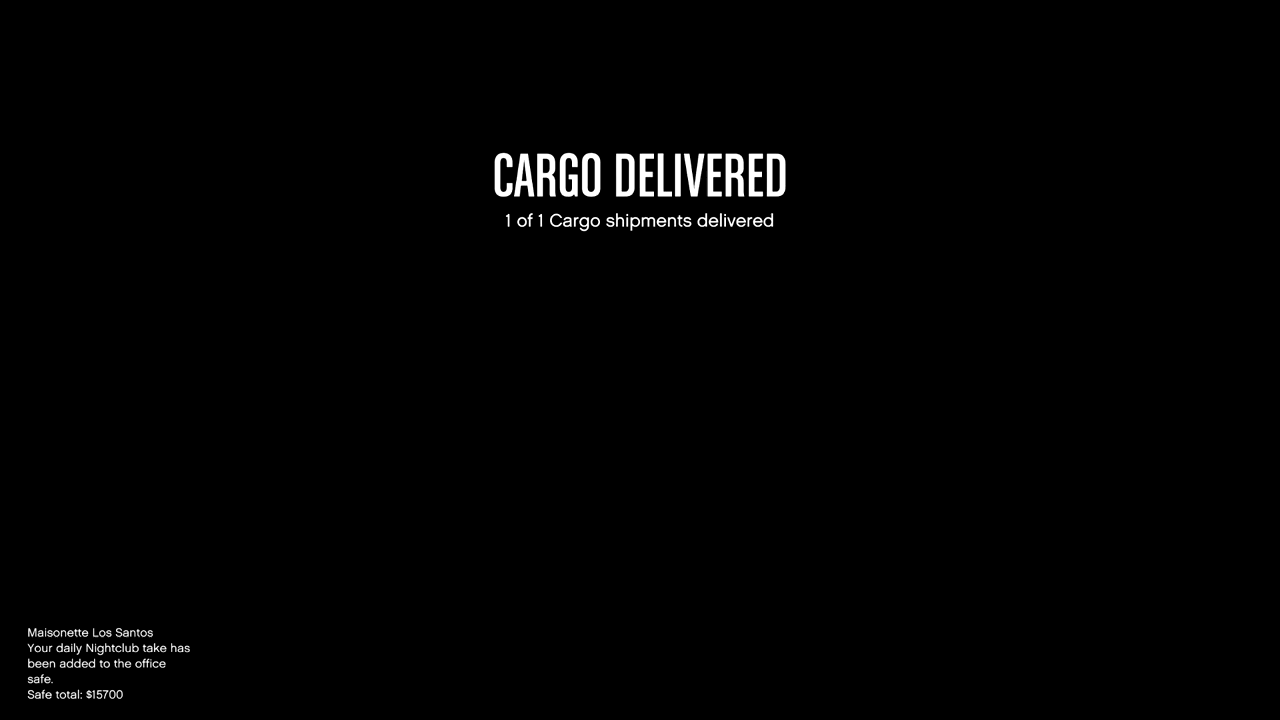 CARGO DELIVERED
1 of 1 Cargo shipments delivered
Maisonette Los Santos
Your daily Nightclub take has
been added to the office
safe.
Safe total: $15700